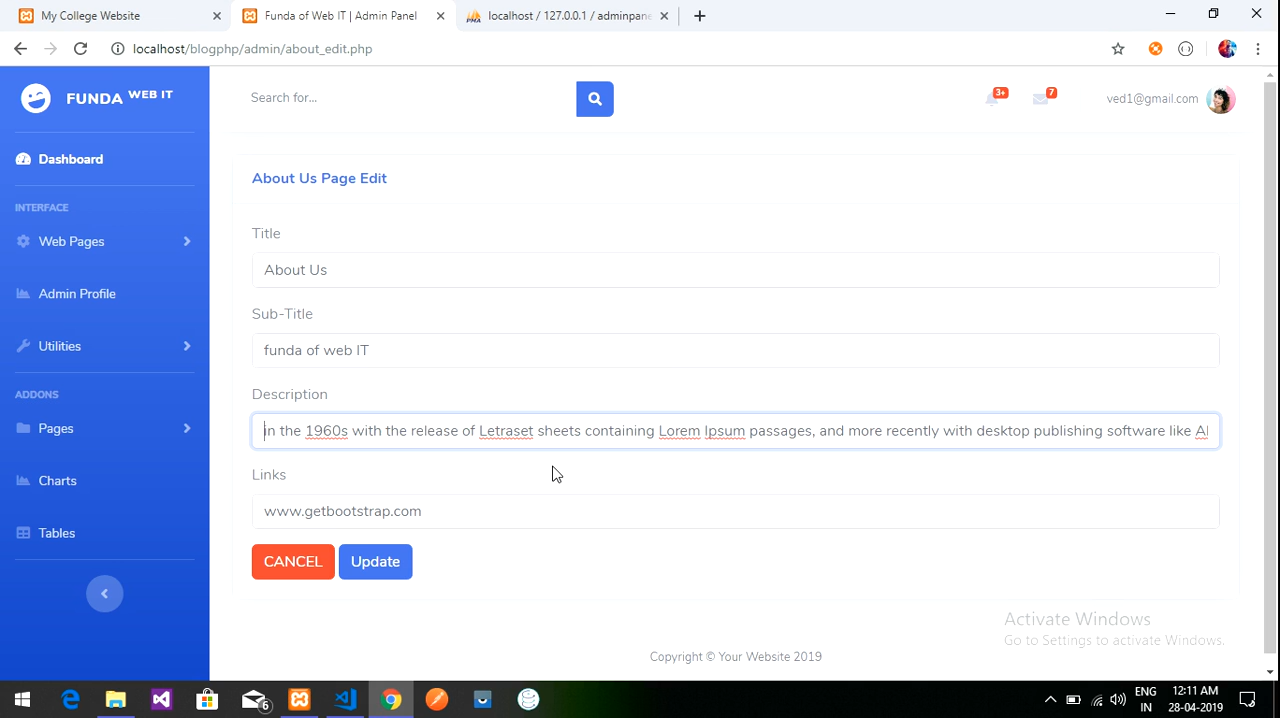 My College Website
Funda of Web IT | Admin Panel
localhost / 127.0.0.1 / adminpane
localhost/blogphp/admin/about_edit.php
FUNDA WEB IT
Search for...
3+
7
ved1@gmail.com
Dashboard
About Us Page Edit
INTERFACE
Web Pages
Title
About Us
Admin Profile
Sub-Title
Utilities
funda of web IT
ADDONS
Description
Pages
in the 1960s with the release of Letraset sheets containing Lorem Ipsum passages, and more recently with desktop publishing software like Al
Charts
Links
www.getbootstrap.com
Tables
CANCEL Update
Activate Windows
Go to Settings to activate Windows.
Copyright © Your Website 2019
6
ENG
IN
12:11 AM
28-04-2019